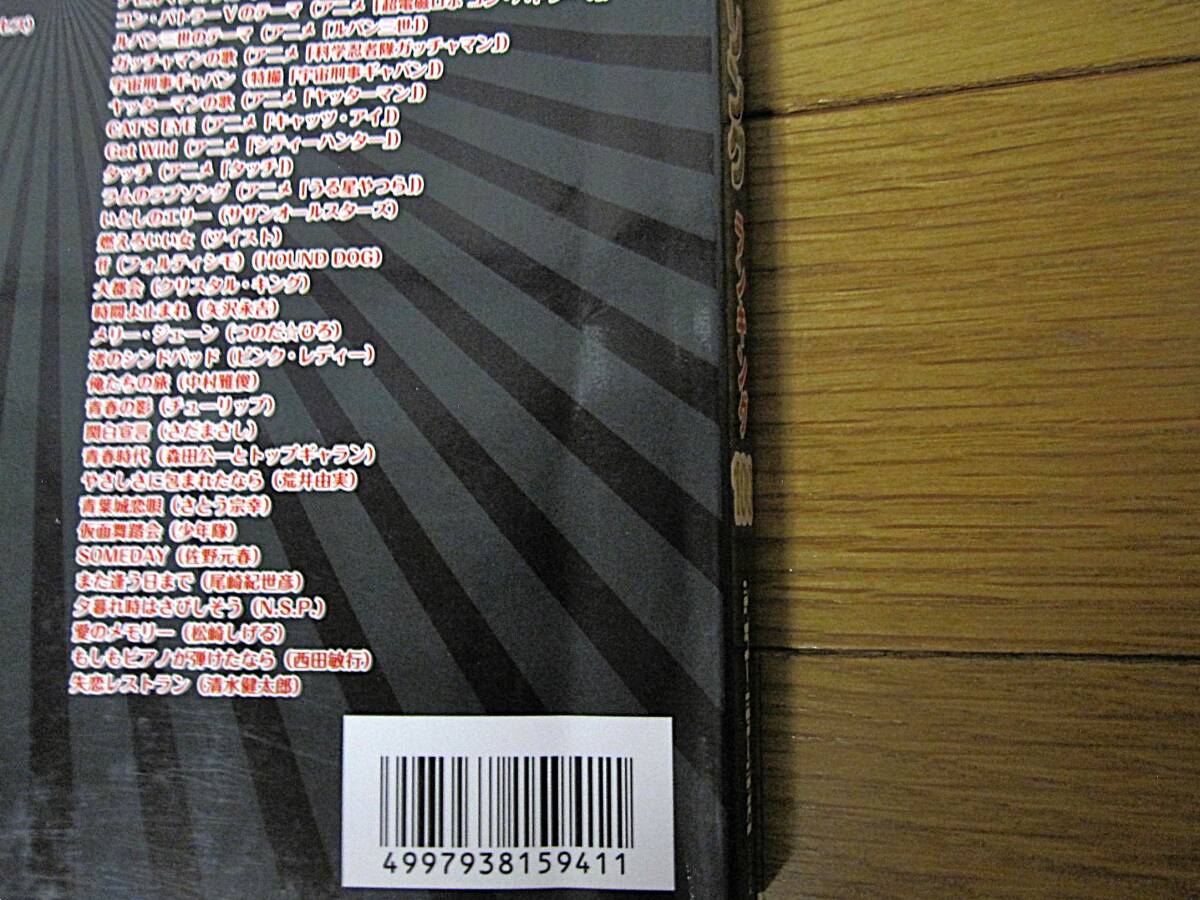 コン・バトラーVのテーマ（アニメ『超電磁ロボ コン・バトラー
ルパン三世のテーマ（アニメ『ルパン三世』）
ガッチャマンの歌（アニメ『科学忍者隊ガッチャマン』）
宇宙刑事ギャバン（特撮『宇宙刑事ギャバン』）
ヤッターマンの歌（アニメ『ヤッターマン』）
CAT'S EYE（アニメ『キャッツ・アイ』）
Get Wild（アニメ『シティーハンター』）
タッチ（アニメ『タッチ』）
ラムのラブソング（アニメ『うる星やつら』）
いとしのエリー（サザンオールスターズ）
燃えろいい女（ツイスト）
ff（フォルティシモ）（HOUND DOG）
大都会（クリスタル・キング）
時間よ止まれ（矢沢永吉）
メリー・ジェーン（つのだ☆ひろ）
渚のシンドバッド（ピンク・レディー）
俺たちの旅（中村雅俊）
青春の影（チューリップ）
関白宣言（さだまさし）
青春時代（森田公一とトップギャラン）
やさしさに包まれたなら（荒井由実）
青葉城恋唄（さとう宗幸）
仮面舞踏会（少年隊）
SOMEDAY（佐野元春）
また逢う日まで（尾崎紀世彦）
夕暮れ時はさびしそう（N.S.P.）
愛のメモリー（松崎しげる）
もしもピアノが弾けたなら（西田敏行）
失恋レストラン（清水健太郎）
4997938159411